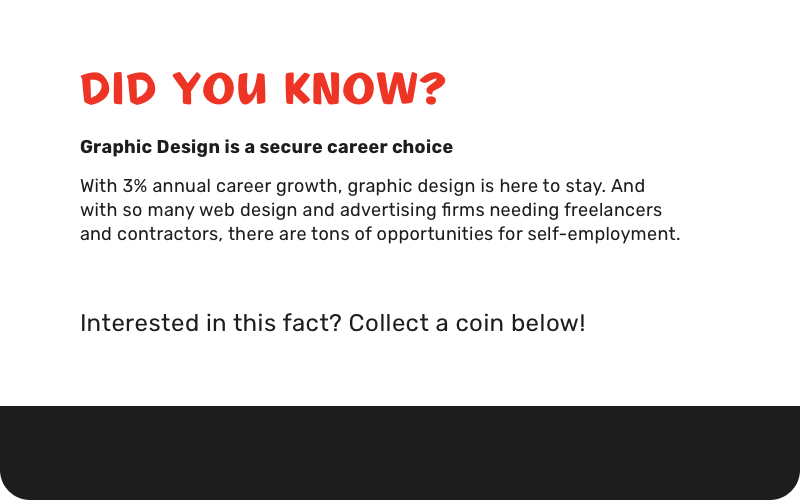 DID YOU KNOW?
Graphic Design is a secure career choice
With 3% annual career growth, graphic design is here to stay. And
with so many web design and advertising firms needing freelancers
and contractors, there are tons of opportunities for self-employment.
Interested in this fact? Collect a coin below!